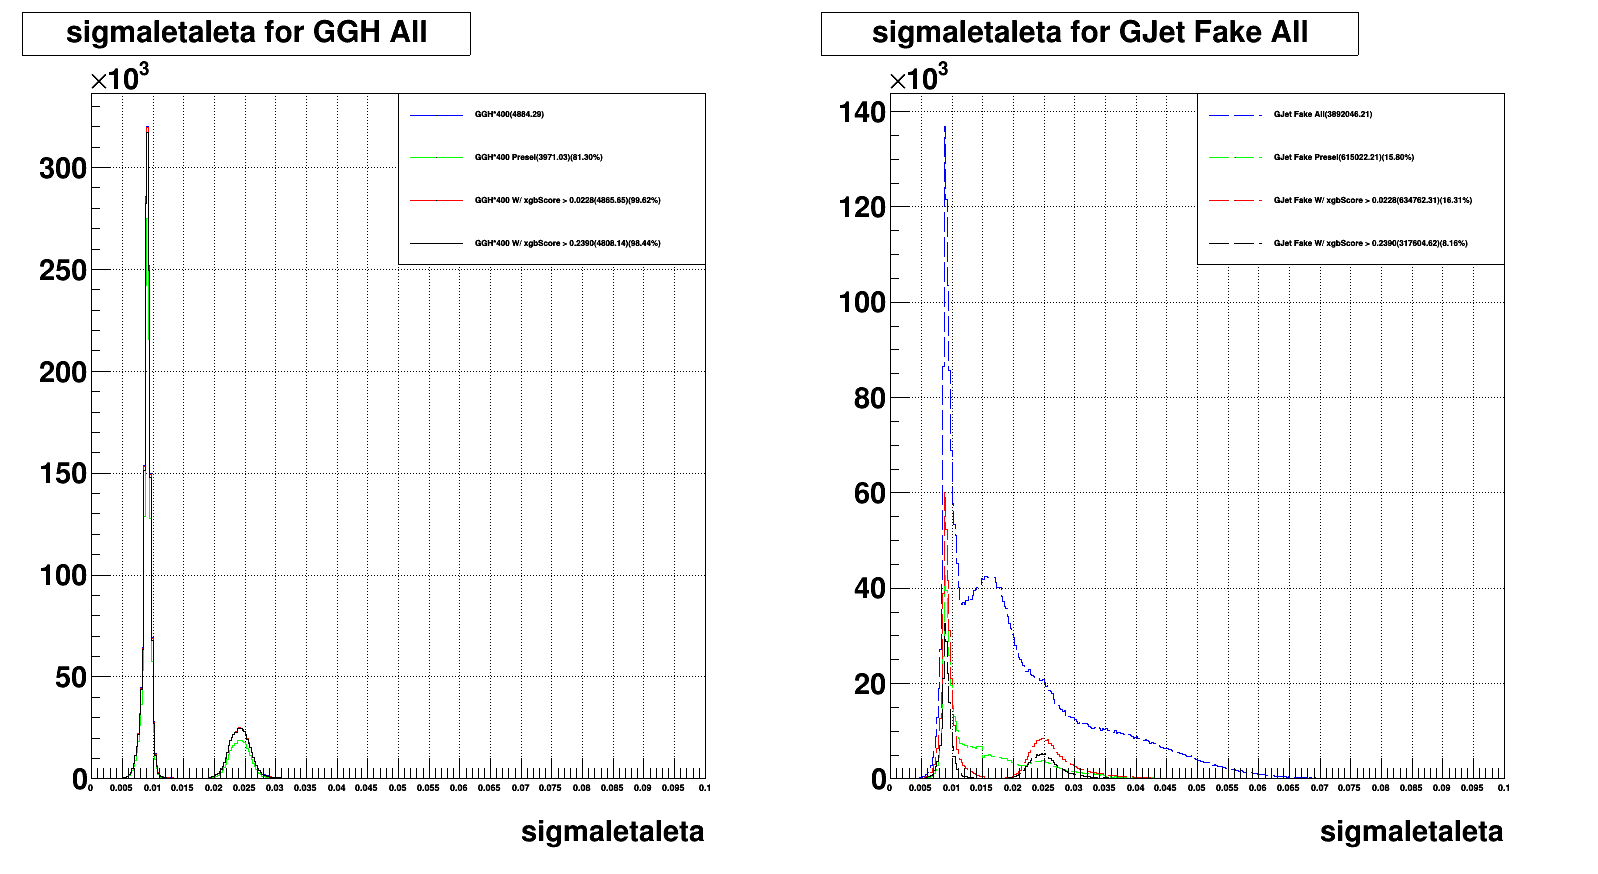 sigmaIetaIeta for GGH All
×10³
300
250
200
150
100
50
0
GGH*400(4884.29)
GGH*400 Presel(3971.03)(81.30%)
GGH*400 W/ xgbScore > 0.0228(4865.65)(99.62%)
GGH*400 W/ xgbScore > 0.2390(4808.14)(98.44%)
0 0.005 0.01 0.015 0.02 0.025 0.03 0.035 0.04 0.045 0.05 0.055 0.06 0.065 0.07 0.075 0.08 0.085 0.09 0.095 0.1
sigmaIetaIeta
sigmaIetaIeta for GJet Fake All
×10³
140
120
100
80
60
40
20
0
GJet Fake All(3892046.21)
GJet Fake Presel(615022.21)(15.80%)
GJet Fake W/ xgbScore > 0.0228(634762.31)(16.31%)
GJet Fake W/ xgbScore > 0.2390(317604.62)(8.16%)
0 0.005 0.01 0.015 0.02 0.025 0.03 0.035 0.04 0.045 0.05 0.055 0.06 0.065 0.07 0.075 0.08 0.085 0.09 0.095 0.1
sigmaIetaIeta